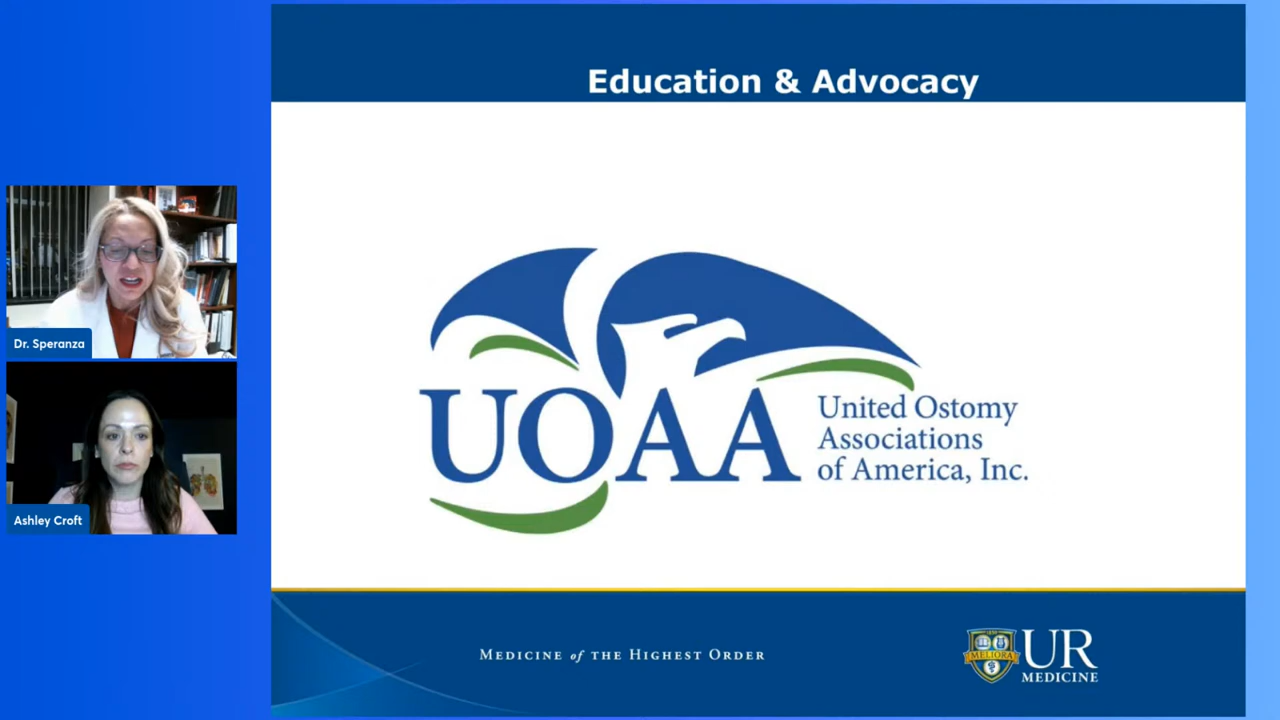 Education & Advocacy
Dr. Speranza
Ashley Croft
UOAA
United Ostomy
Associations
of America, Inc.
MEDICINE of THE HIGHEST ORDER
MELIORA
UR
MEDICINE